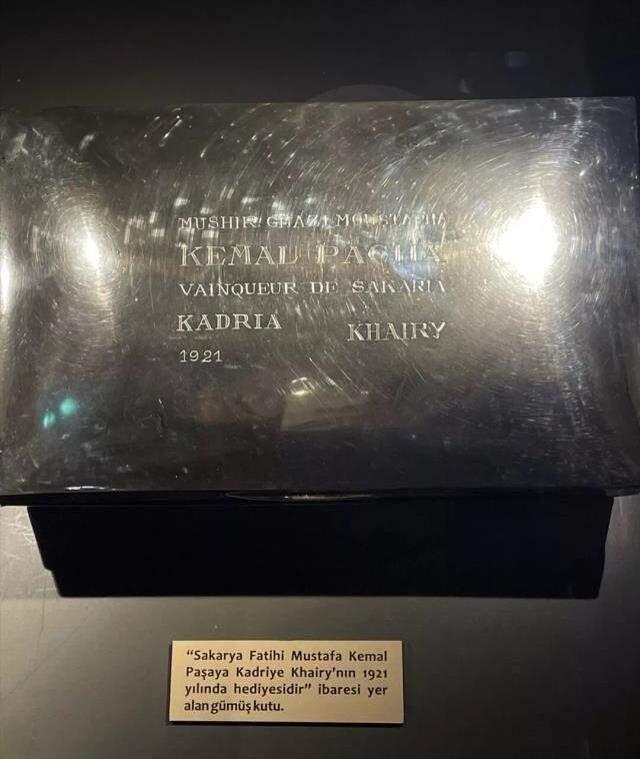 MUSHIR GHAZI MOUSTAPHA
KEMAL PACHA
VAINQUEUR DE SAKARIA
KADRIA KHAIRY
1921
“Sakarya Fatihi Mustafa Kemal
Paşaya Kadriye Khairy’nın 1921
yılında hediyesidir” ibaresi yer
alan gümüş kutu.